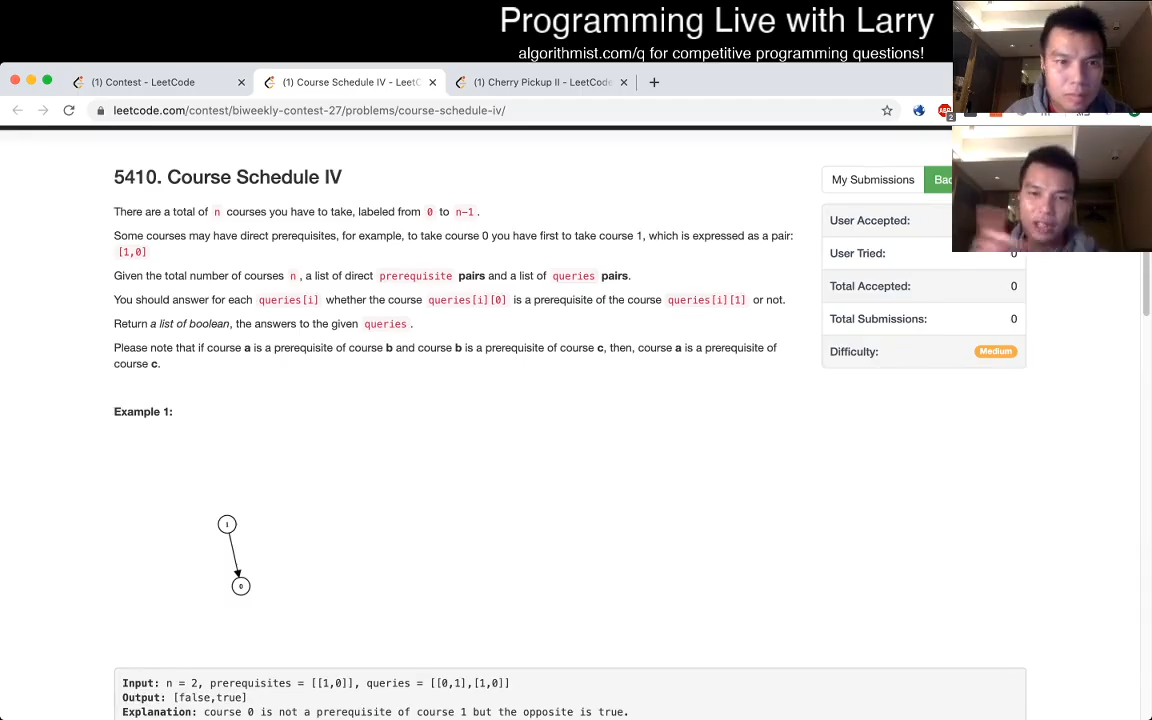 Programming Live with Larry
algorithmist.com/q for competitive programming questions!
(1) Contest - LeetCode
(1) Course Schedule IV - LeetC
(1) Cherry Pickup II - LeetCode
leetcode.com/contest/biweekly-contest-27/problems/course-schedule-iv/
5410. Course Schedule IV
My Submissions
Bac
There are a total of n courses you have to take, labeled from 0 to n-1.
User Accepted:
Some courses may have direct prerequisites, for example, to take course 0 you have first to take course 1, which is expressed as a pair:
[1,0]
User Tried: 0
Given the total number of courses n, a list of direct prerequisite pairs and a list of queries pairs.
Total Accepted: 0
You should answer for each queries[i] whether the course queries[i][0] is a prerequisite of the course queries[i][1] or not.
Total Submissions: 0
Return a list of boolean, the answers to the given queries.
Difficulty: Medium
Please note that if course a is a prerequisite of course b and course b is a prerequisite of course c, then, course a is a prerequisite of
course c.
Example 1:
1
0
Input: n = 2, prerequisites = [[1,0]], queries = [[0,1],[1,0]]
Output: [false,true]
Explanation: course 0 is not a prerequisite of course 1 but the opposite is true.